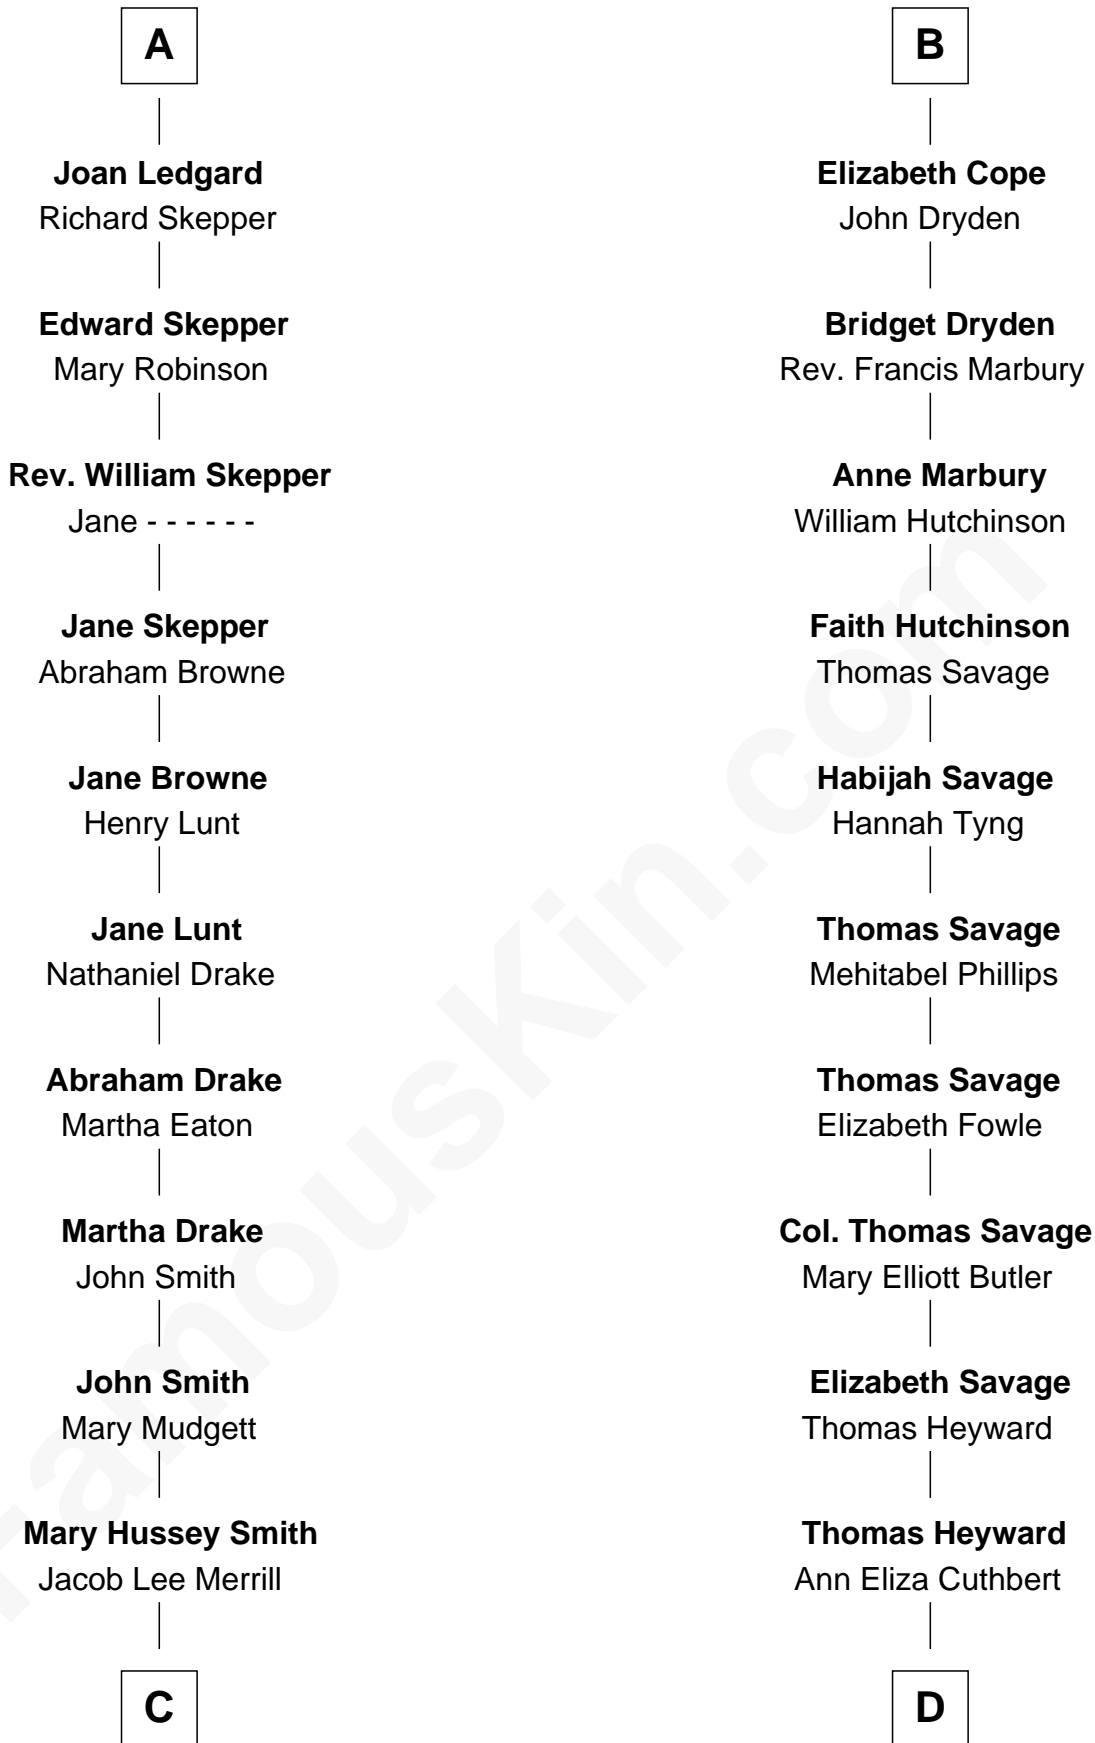 A
Joan Ledgard
Richard Skepper
Edward Skepper
Mary Robinson
Rev. William Skepper
Jane - - - - - -
Jane Skepper
Abraham Browne
Jane Browne
Henry Lunt
Jane Lunt
Nathaniel Drake
Abraham Drake
Martha Eaton
Martha Drake
John Smith
John Smith
Mary Mudgett
Mary Hussey Smith
Jacob Lee Merrill
C
B
Elizabeth Cope
John Dryden
Bridget Dryden
Rev. Francis Marbury
Anne Marbury
William Hutchinson
Faith Hutchinson
Thomas Savage
Habijah Savage
Hannah Tyng
Thomas Savage
Mehitabel Phillips
Thomas Savage
Elizabeth Fowle
Col. Thomas Savage
Mary Elliott Butler
Elizabeth Savage
Thomas Heyward
Thomas Heyward
Ann Eliza Cuthbert
D
FamousKin.com